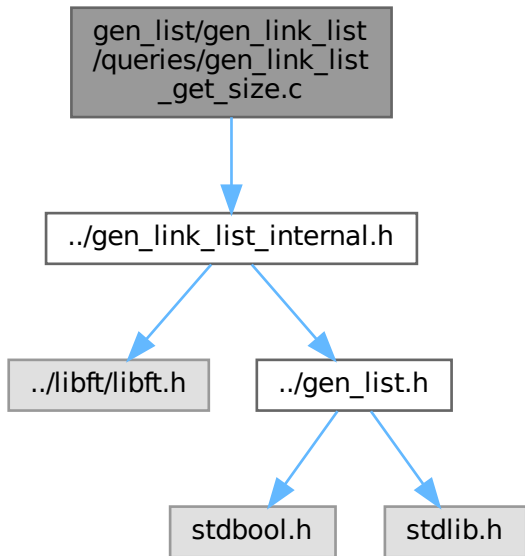 gen_list/gen_link_list
/queries/gen_link_list
_get_size.c
../gen_link_list_internal.h
../libft/libft.h
../gen_list.h
stdbool.h
stdlib.h